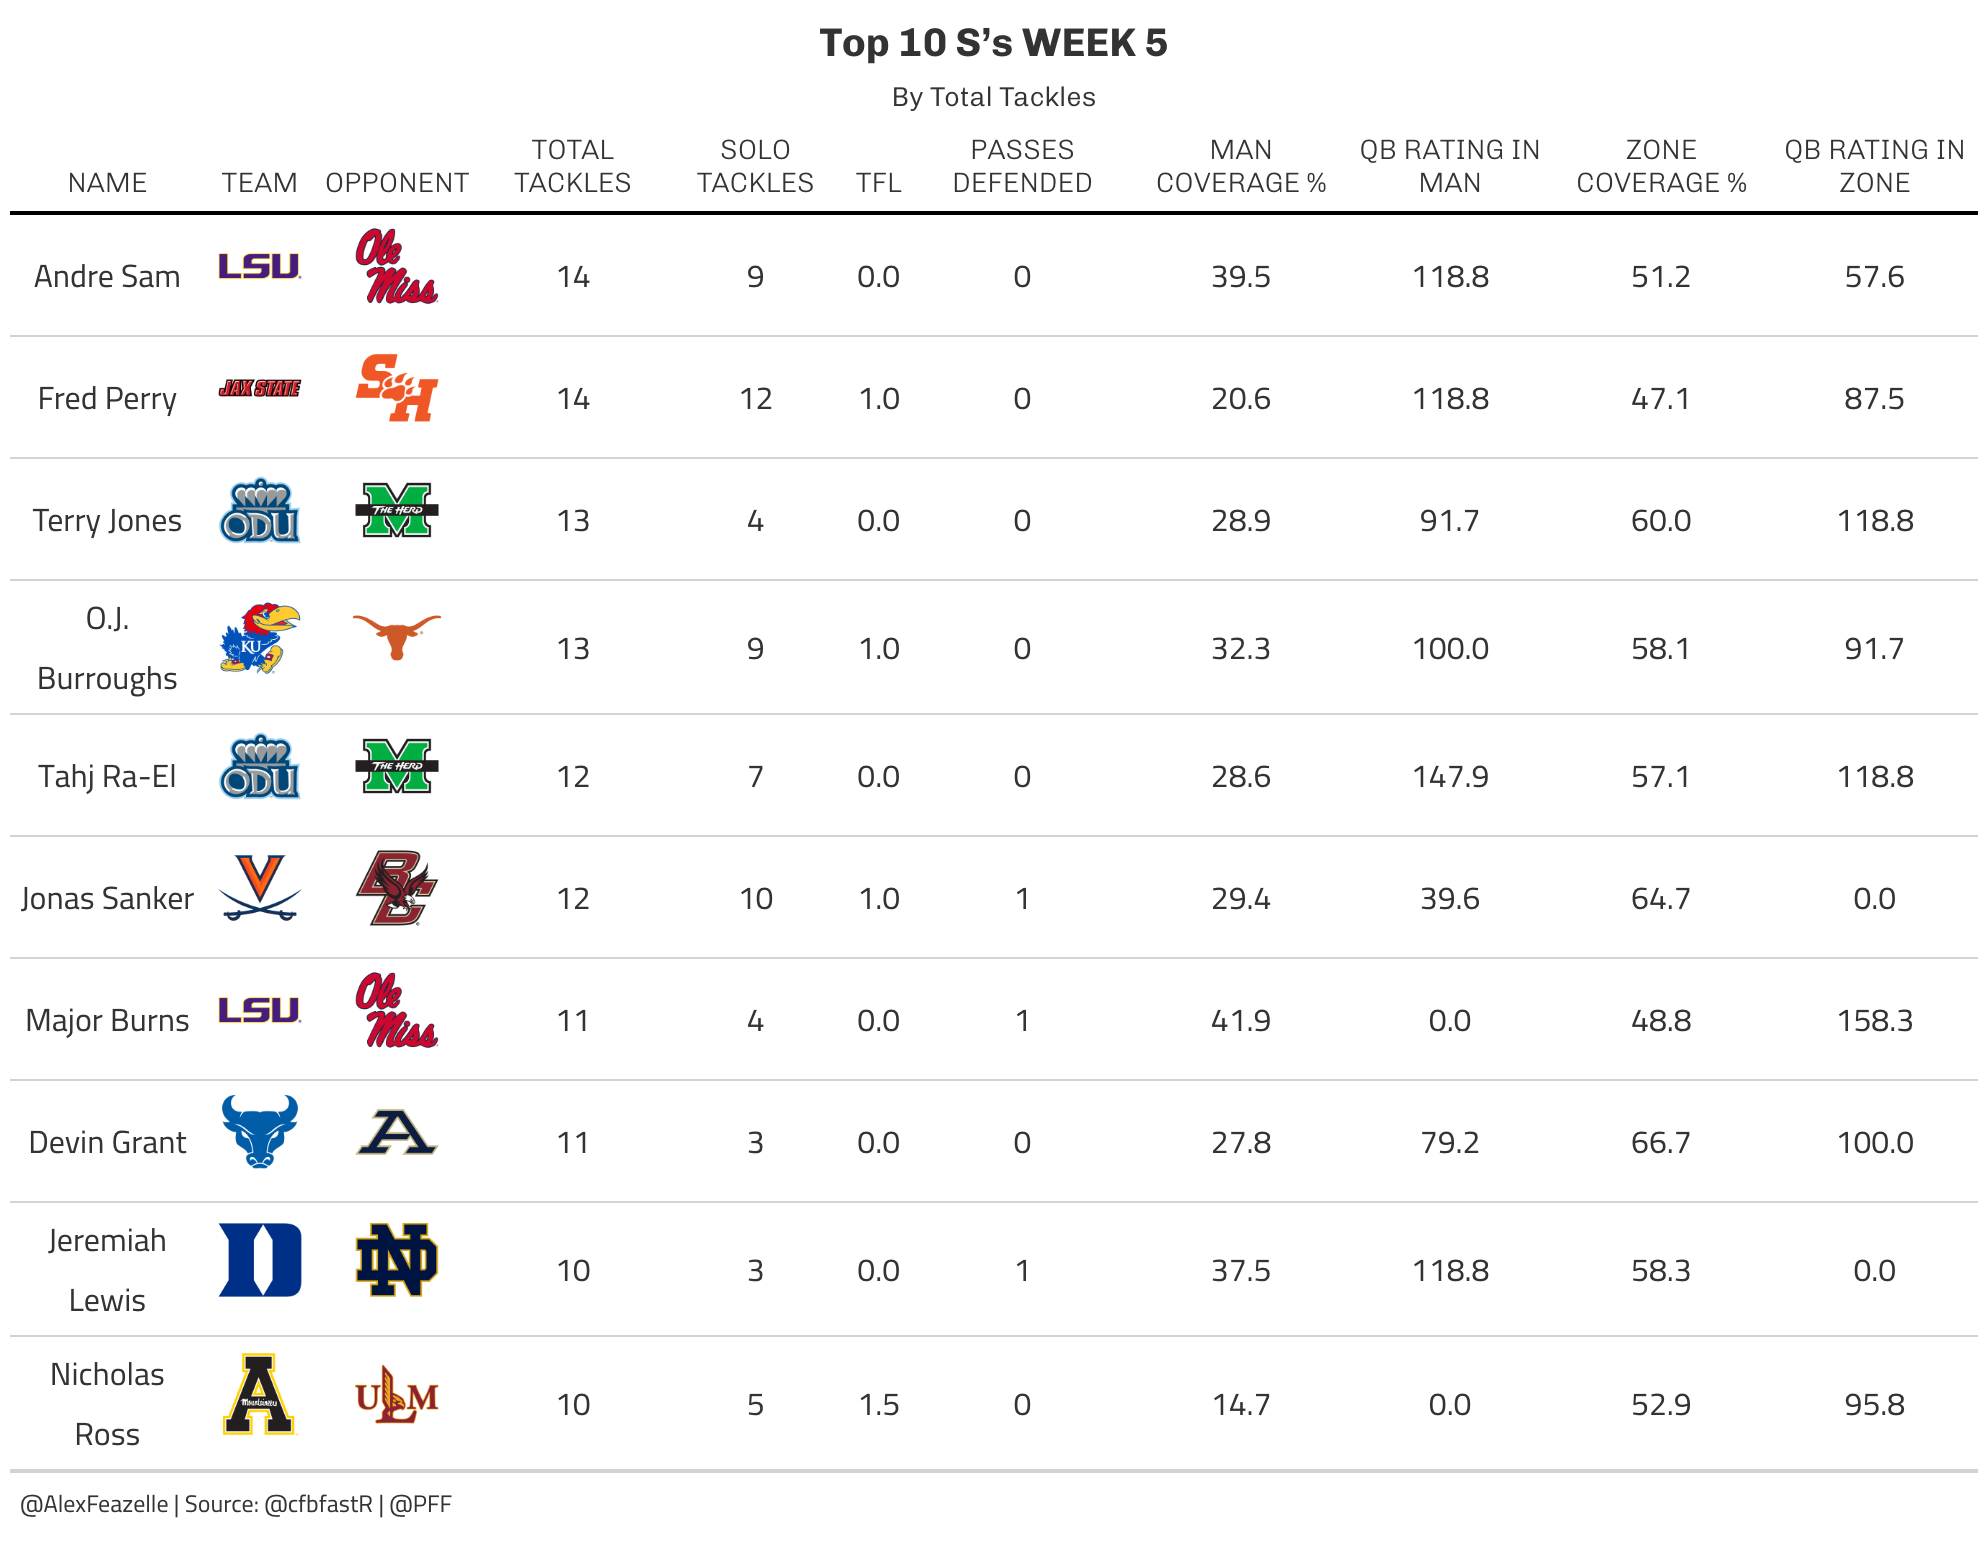 Top 10 S’s WEEK 5
By Total Tackles
NAME TEAM OPPONENT TOTAL TACKLES SOLO TACKLES TFL PASSES DEFENDED MAN COVERAGE % QB RATING IN MAN ZONE COVERAGE % QB RATING IN ZONE
Andre Sam LSU Ole Miss 14 9 0.0 0 39.5 118.8 51.2 57.6
Fred Perry JAX STATE SH 14 12 1.0 0 20.6 118.8 47.1 87.5
Terry Jones ODU M THE HERD 13 4 0.0 0 28.9 91.7 60.0 118.8
O.J. Burroughs KU 13 9 1.0 0 32.3 100.0 58.1 91.7
Tahj Ra-El ODU M THE HERD 12 7 0.0 0 28.6 147.9 57.1 118.8
Jonas Sanker V BC 12 10 1.0 1 29.4 39.6 64.7 0.0
Major Burns LSU Ole Miss 11 4 0.0 1 41.9 0.0 48.8 158.3
Devin Grant A 11 3 0.0 0 27.8 79.2 66.7 100.0
Jeremiah Lewis D ND 10 3 0.0 1 37.5 118.8 58.3 0.0
Nicholas Ross A Mountaineers ULM 10 5 1.5 0 14.7 0.0 52.9 95.8
@AlexFeazelle | Source: @cfbfastR | @PFF